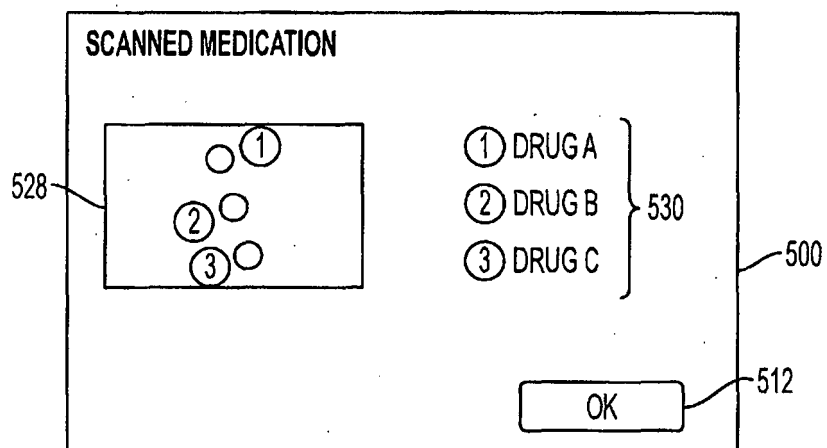 SCANNED MEDICATION
1
2
3
528
1 DRUG A
2 DRUG B
3 DRUG C
530
500
512
OK